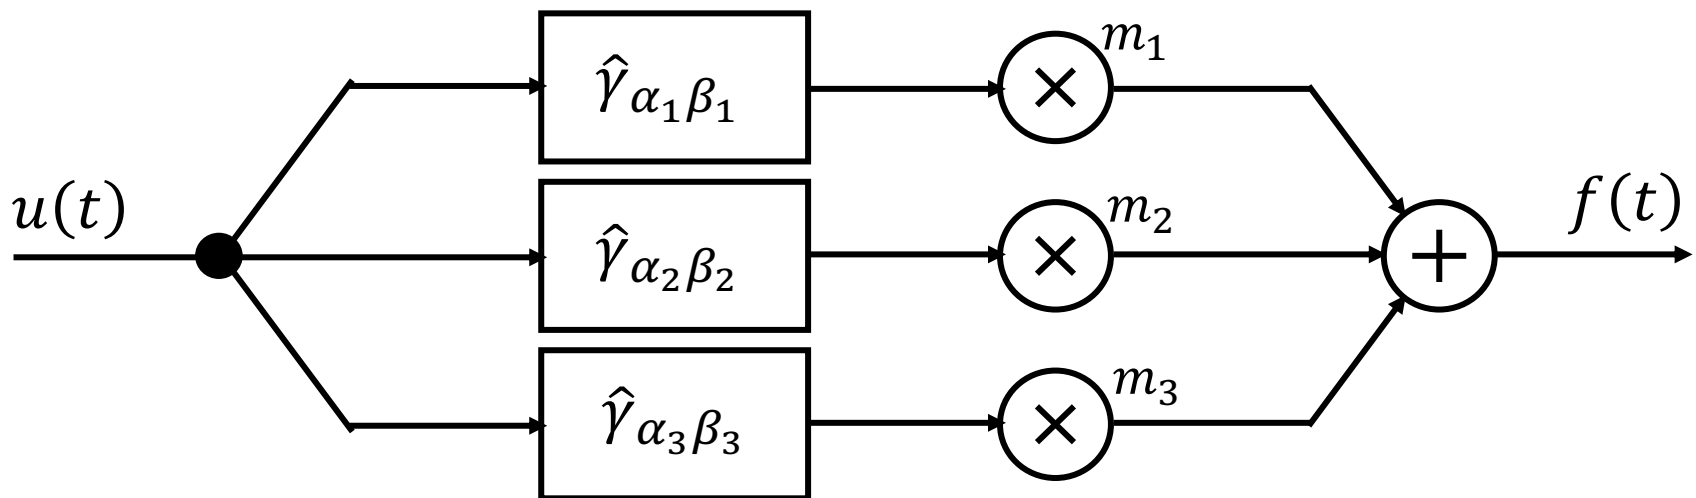 m₁
γ̂α₁β₁
×
u(t)
γ̂α₂β₂
×
m₂
+
f(t)
γ̂α₃β₃
×
m₃